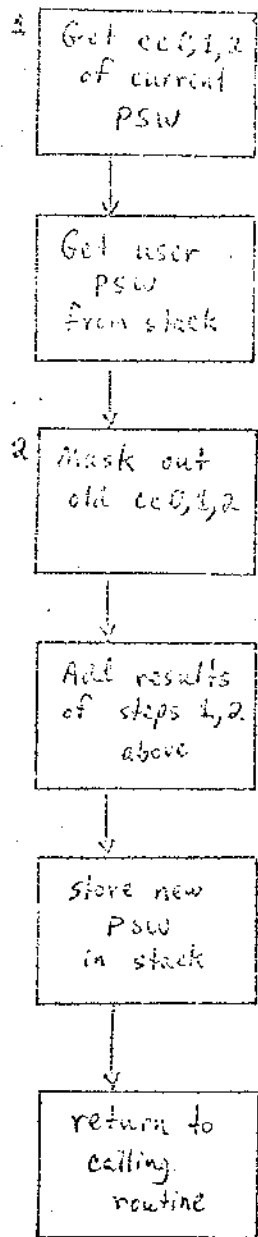 1
Get cc0,1,2
of current
PSW
Get user
PSW
from stack
2
Mask out
old cc0,1,2
Add results
of steps 1,2
above
store new
PSW
in stack
return to
calling
routine